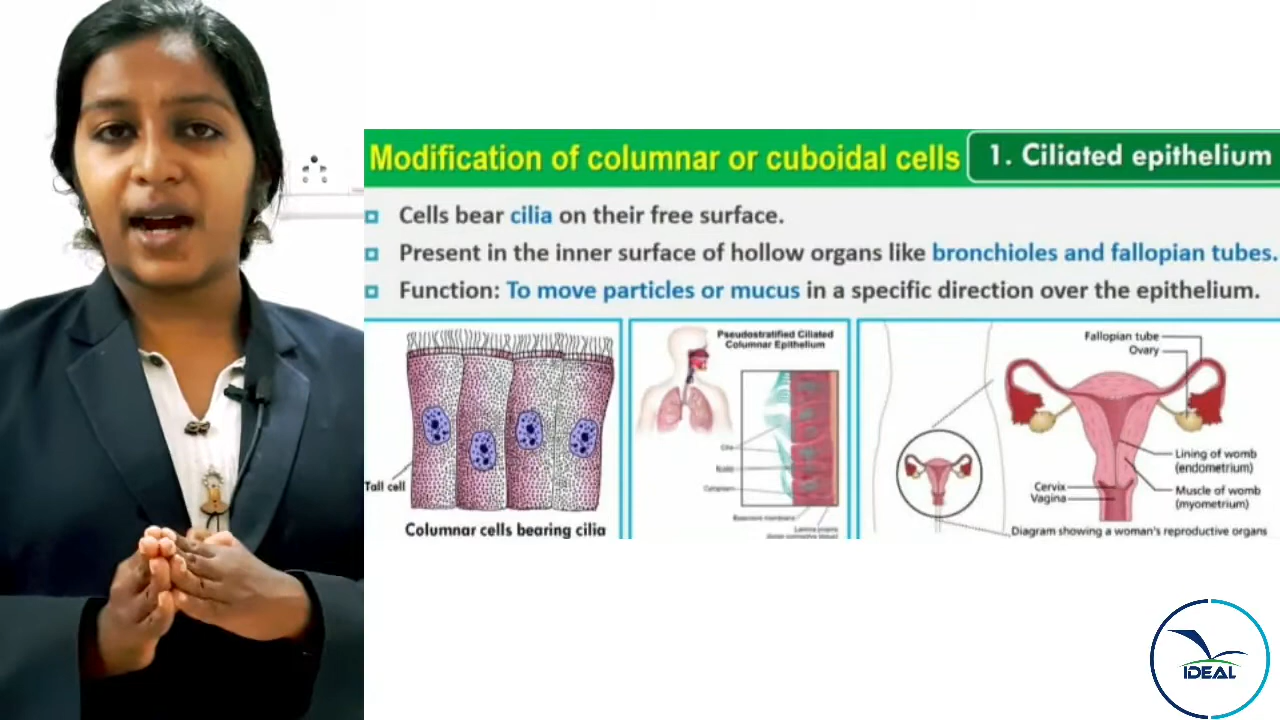 Modification of columnar or cuboidal cells
1. Ciliated epithelium
Cells bear cilia on their free surface.
Present in the inner surface of hollow organs like bronchioles and fallopian tubes.
Function: To move particles or mucus in a specific direction over the epithelium.
Tall cell
Columnar cells bearing cilia
Pseudostratified Ciliated
Columnar Epithelium
Cilia
Basement membrane
Fallopian tube
Ovary
Lining of womb
(endometrium)
Cervix
Vagina
Muscle of womb
(myometrium)
Diagram showing a woman's reproductive organs
IDEAL